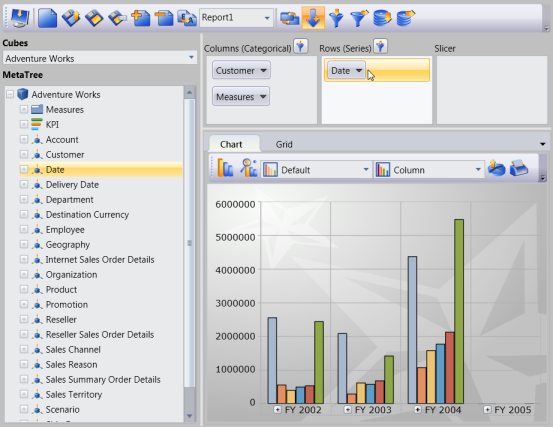 Report1
Cubes
Columns (Categorical)
Rows (Series)
Slicer
Adventure Works
Customer
Date
MetaTree
Measures
Adventure Works
Measures
KPI
Account
Customer
Date
Delivery Date
Department
Destination Currency
Employee
Geography
Internet Sales Order Details
Organization
Product
Promotion
Reseller
Reseller Sales Order Details
Sales Channel
Sales Reason
Sales Summary Order Details
Sales Territory
Scenario
Chart
Grid
Default
Column
6000000
5000000
4000000
3000000
2000000
1000000
0
FY 2002
FY 2003
FY 2004
FY 2005